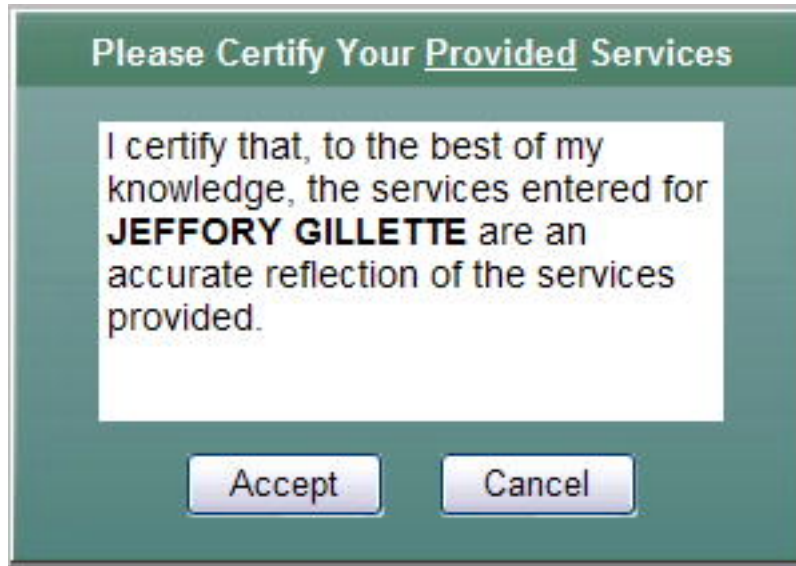 Please Certify Your Provided Services
I certify that, to the best of my
knowledge, the services entered for
JEFFORY GILLETTE are an
accurate reflection of the services
provided.
Accept
Cancel